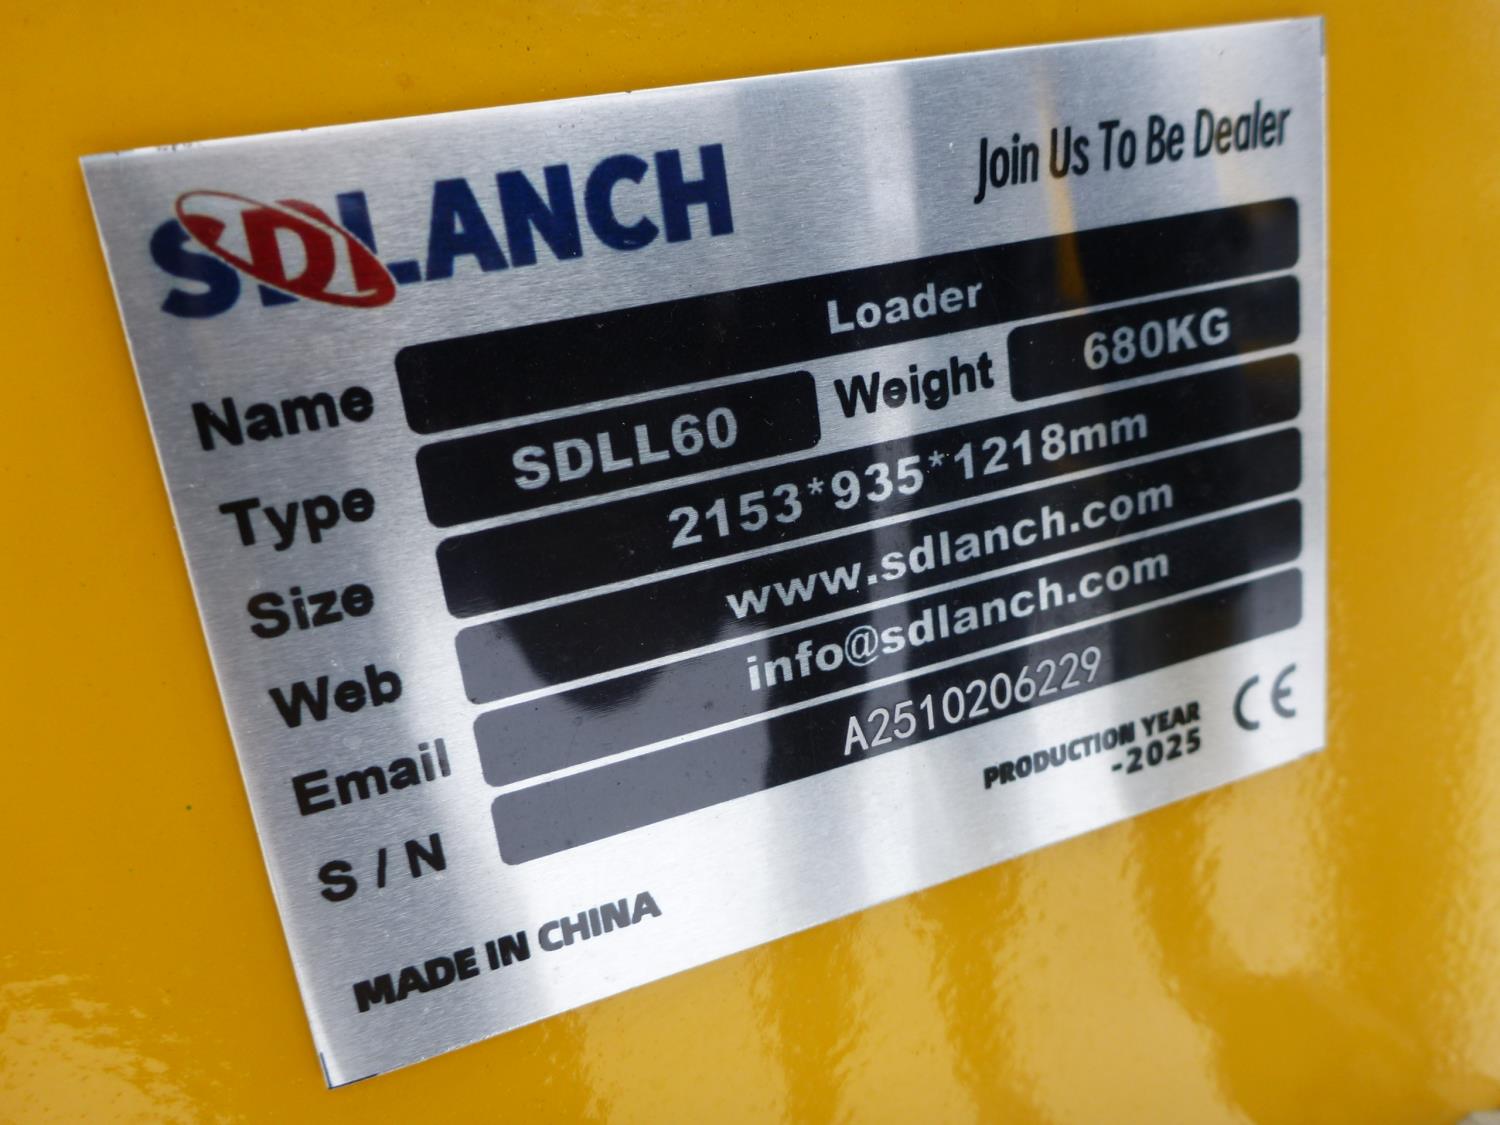 SDLANCH
Join Us To Be Dealer
Name Loader
Type SDLL60 Weight 680KG
Size 2153*935*1218mm
Web www.sdlanch.com
Email info@sdlanch.com
S/N A2510206229
MADE IN CHINA
PRODUCTION YEAR
-2025
CE